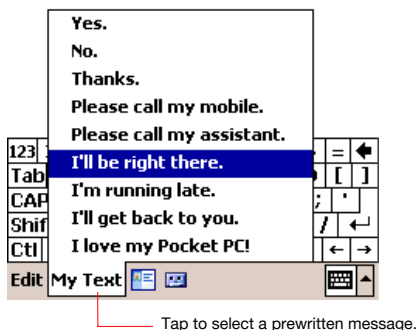 Yes.
No.
Thanks.
Please call my mobile.
Please call my assistant.
I'll be right there.
I'm running late.
I'll get back to you.
I love my Pocket PC!
123 = 
Tab [ ]
CAP ; '
Shif /
Ctl
Edit My Text
Tap to select a prewritten message.